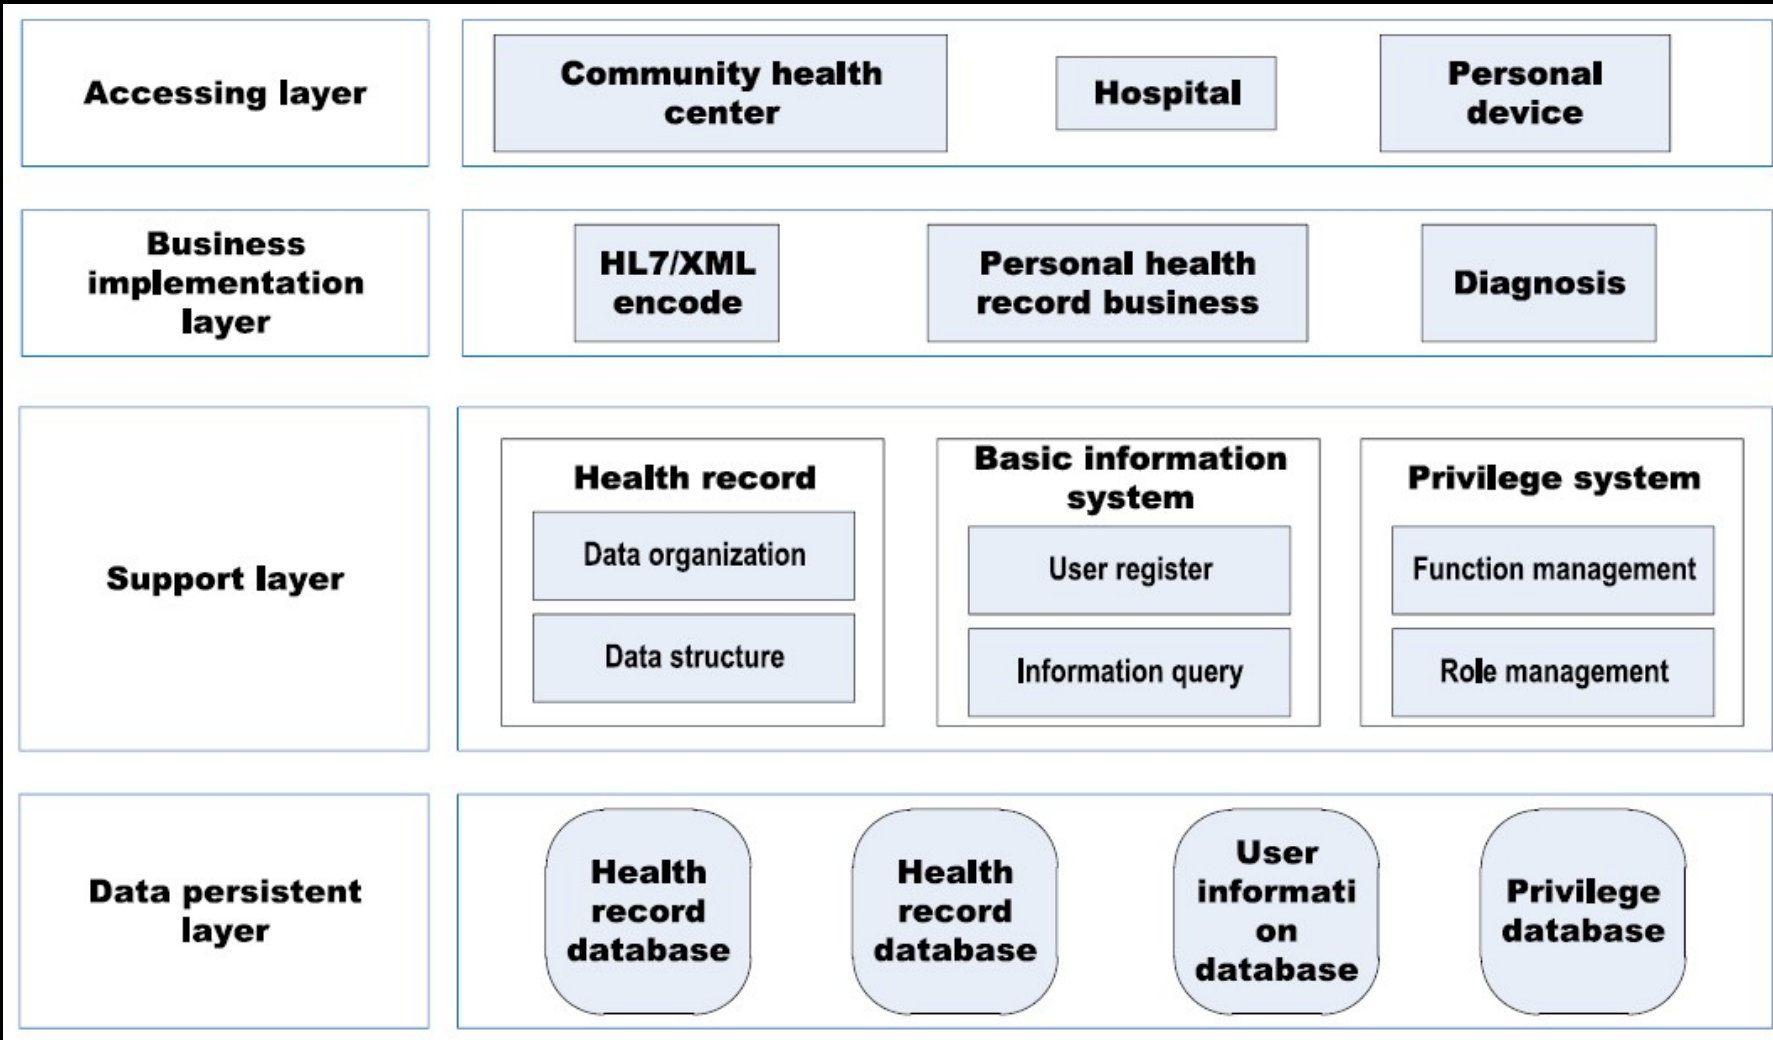 Accessing layer
Community health
center
Hospital
Personal
device
Business
implementation
layer
HL7/XML
encode
Personal health
record business
Diagnosis
Support layer
Health record
Data organization
Data structure
Basic information
system
User register
Information query
Privilege system
Function management
Role management
Data persistent
layer
Health
record
database
Health
record
database
User
informati
on
database
Privilege
database